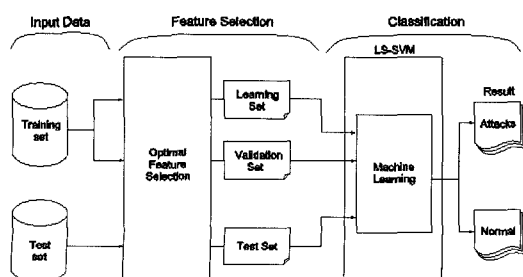 Input Data
Feature Selection
Classification
LS-SVM
Result
Training
set
Test
set
Optimal
Feature
Selection
Learning
Set
Validation
Set
Test Set
Machine
Learning
Attacks
Normal